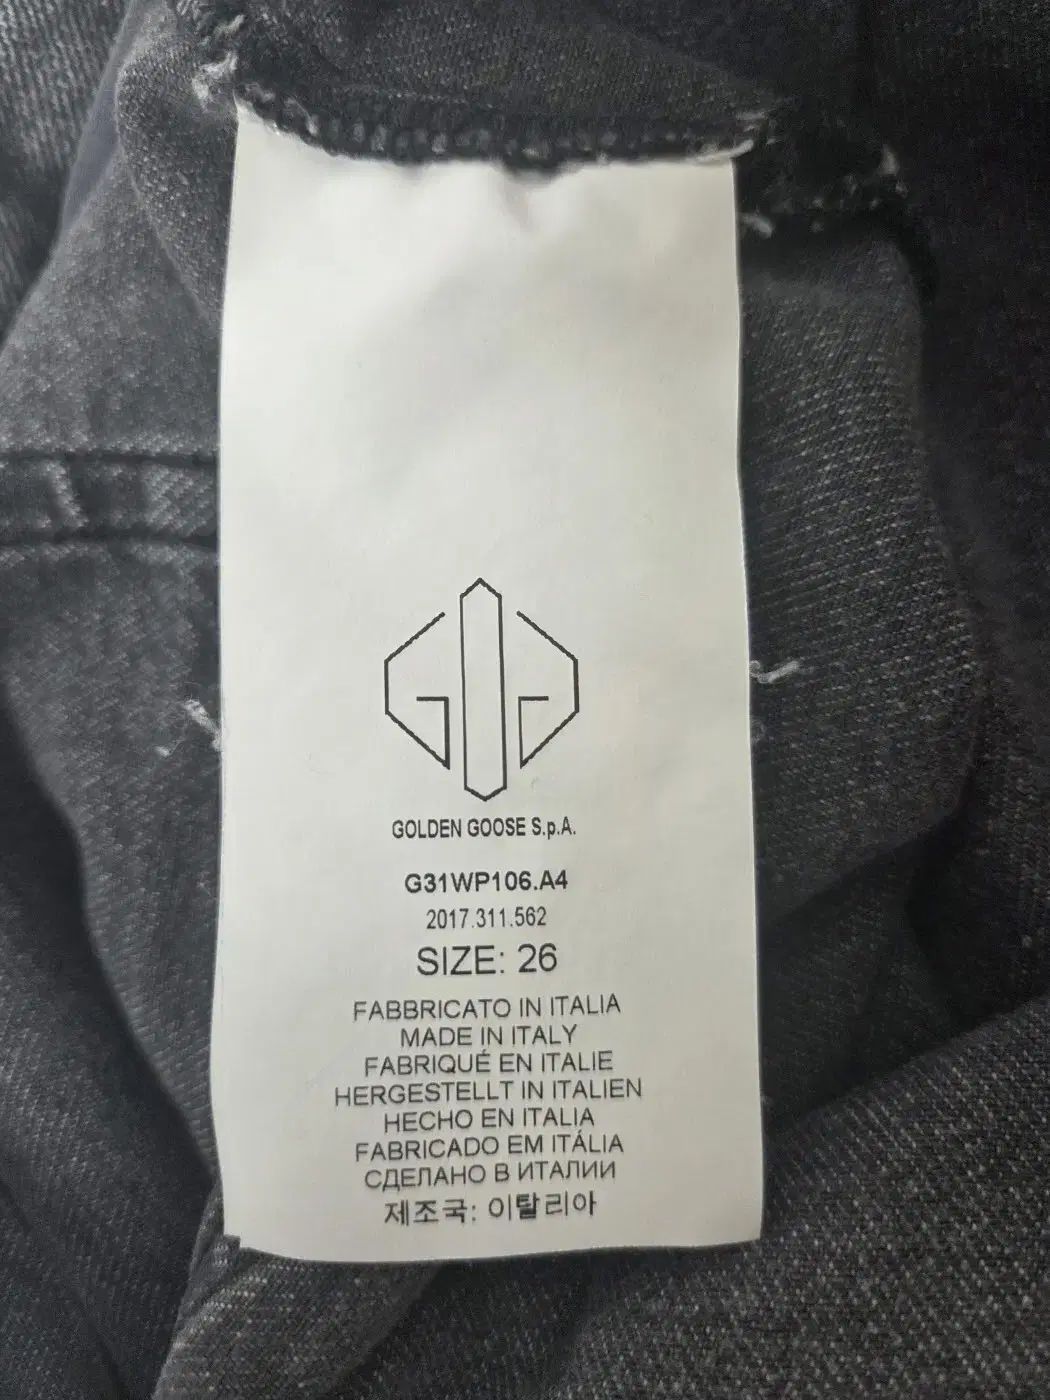 GOLDEN GOOSE S.p.A.
G31WP106.A4
2017.311.562
SIZE: 26
FABBRICATO IN ITALIA
MADE IN ITALY
FABRIQUÉ EN ITALIE
HERGESTELLT IN ITALIEN
HECHO EN ITALIA
FABRICADO EM ITÁLIA
СДЕЛАНО В ИТАЛИИ
제조국: 이탈리아